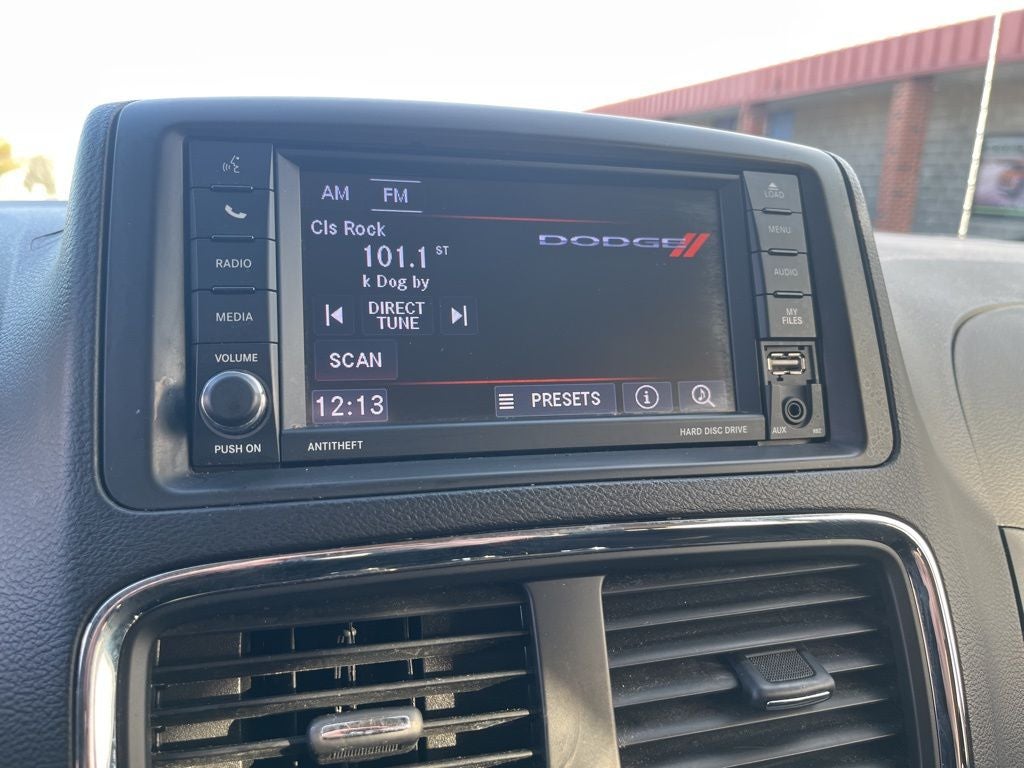 AM FM
Cls Rock
101.1 ST
k Dog by
DIRECT
TUNE
SCAN
12:13
PRESETS
i
DODGE
RADIO
MEDIA
VOLUME
PUSH ON
ANTITHEFT
HARD DISC DRIVE
LOAD
MENU
AUDIO
MY
FILES
AUX